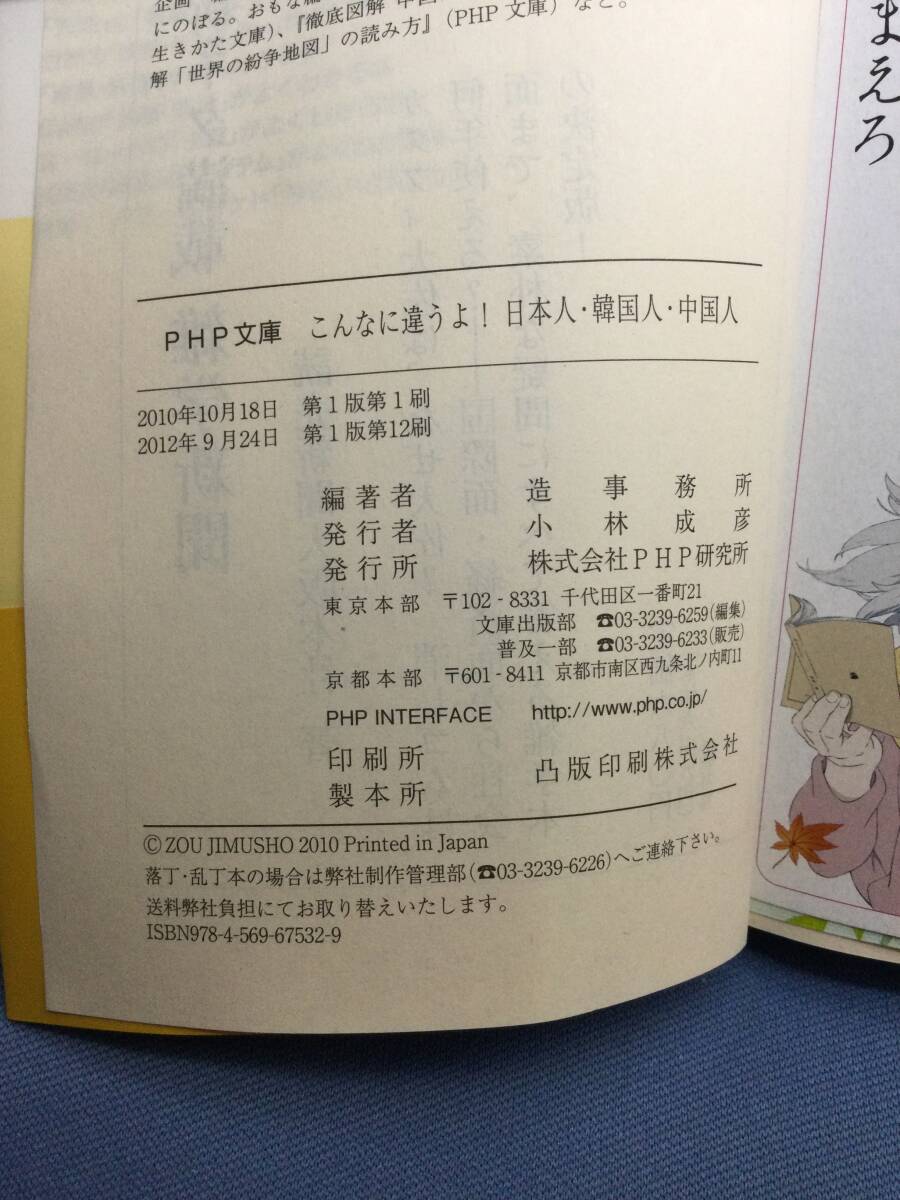 にのぼる。おもな編
生きかた文庫)、『徹底図解 中国
解「世界の紛争地図」の読み方』(PHP文庫)など。
PHP文庫 こんなに違うよ! 日本人・韓国人・中国人
2010年10月18日 第1版第1刷
2012年9月24日 第1版第12刷
編著者 造事務所
発行者 小林成彦
発行所 株式会社PHP研究所
東京本部 〒102-8331 千代田区一番町21
文庫出版部 ☎03-3239-6259(編集)
普及一部 ☎03-3239-6233(販売)
京都本部 〒601-8411 京都市南区西九条北ノ内町11
PHP INTERFACE http://www.php.co.jp/
印刷所
製本所
凸版印刷株式会社
© ZOU JIMUSHO 2010 Printed in Japan
落丁・乱丁本の場合は弊社制作管理部(☎03-3239-6226)へご連絡下さい。
送料弊社負担にてお取り替えいたします。
ISBN978-4-569-67532-9
まえろ